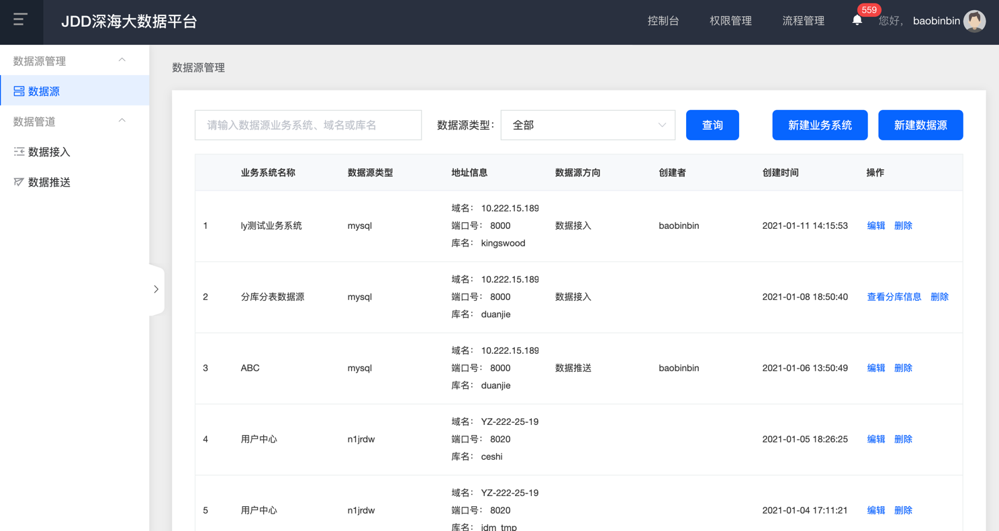 JDD深海大数据平台
控制台 权限管理 流程管理 559 您好， baobinbin
数据源管理
数据源
数据管道
数据接入
数据推送
数据源管理
请输入数据源业务系统、域名或库名 数据源类型： 全部 查询 新建业务系统 新建数据源
业务系统名称 数据源类型 地址信息 数据源方向 创建者 创建时间 操作
域名： 10.222.15.189
1 ly测试业务系统 mysql 端口号： 8000 数据接入 baobinbin 2021-01-11 14:15:53 编辑 删除
库名： kingswood
域名： 10.222.15.189
2 分库分表数据源 mysql 端口号： 8000 数据接入 2021-01-08 18:50:40 查看分库信息 删除
库名： duanjie
域名： 10.222.15.189
3 ABC mysql 端口号： 8000 数据推送 baobinbin 2021-01-06 13:50:49 编辑 删除
库名： duanjie
域名： YZ-222-25-19
4 用户中心 n1jrdw 端口号： 8020 2021-01-05 18:26:25 编辑 删除
库名： ceshi
域名： YZ-222-25-19
5 用户中心 n1jrdw 端口号： 8020 2021-01-04 17:11:21 编辑 删除
库名： idm_tmp